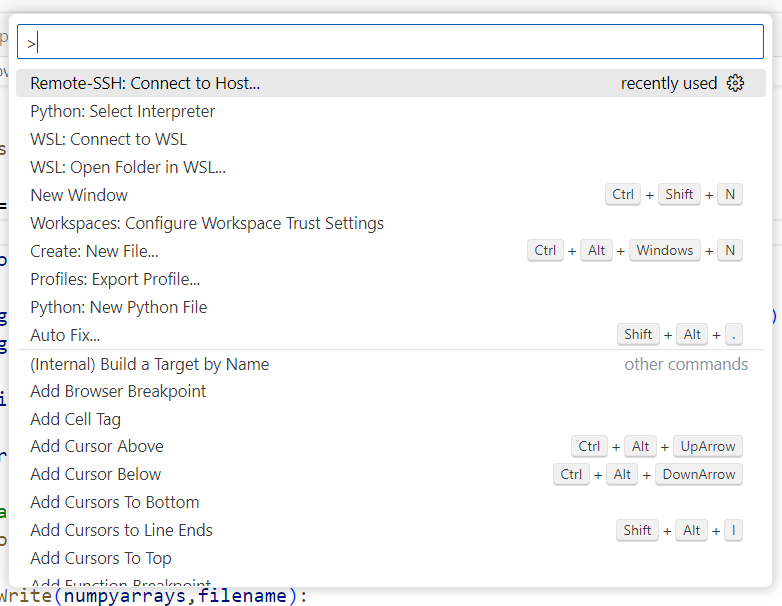 >
Remote-SSH: Connect to Host... recently used
Python: Select Interpreter
WSL: Connect to WSL
WSL: Open Folder in WSL...
New Window Ctrl + Shift + N
Workspaces: Configure Workspace Trust Settings
Create: New File... Ctrl + Alt + Windows + N
Profiles: Export Profile...
Python: New Python File
Auto Fix... Shift + Alt + .
(Internal) Build a Target by Name other commands
Add Browser Breakpoint
Add Cell Tag
Add Cursor Above Ctrl + Alt + UpArrow
Add Cursor Below Ctrl + Alt + DownArrow
Add Cursors To Bottom
Add Cursors to Line Ends Shift + Alt + I
Add Cursors To Top
Add Function Breakpoint
Write(numpyarrays,filename):